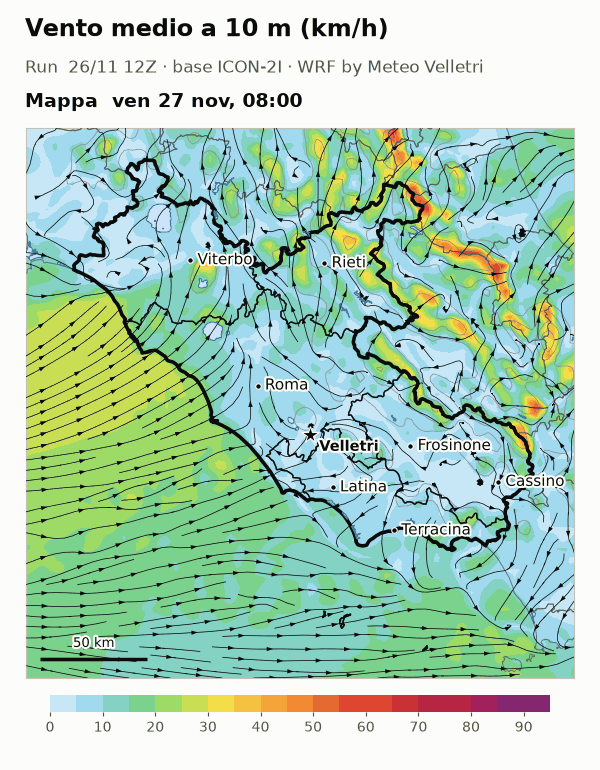 Vento medio a 10 m (km/h)
Run  26/11 12Z · base ICON-2I · WRF by Meteo Velletri
Mappa  ven 27 nov, 08:00
Viterbo
Rieti
Roma
Velletri
Frosinone
Cassino
Latina
Terracina
50 km
0 10 20 30 40 50 60 70 80 90